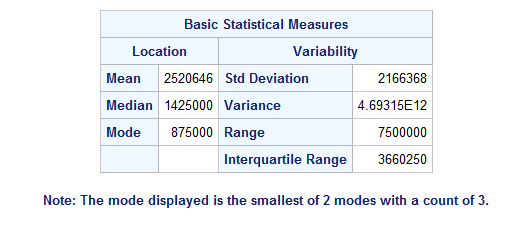 Basic Statistical Measures
Location Variability
Mean 2520646 Std Deviation 2166368
Median 1425000 Variance 4.69315E12
Mode 875000 Range 7500000
Interquartile Range 3660250
Note: The mode displayed is the smallest of 2 modes with a count of 3.